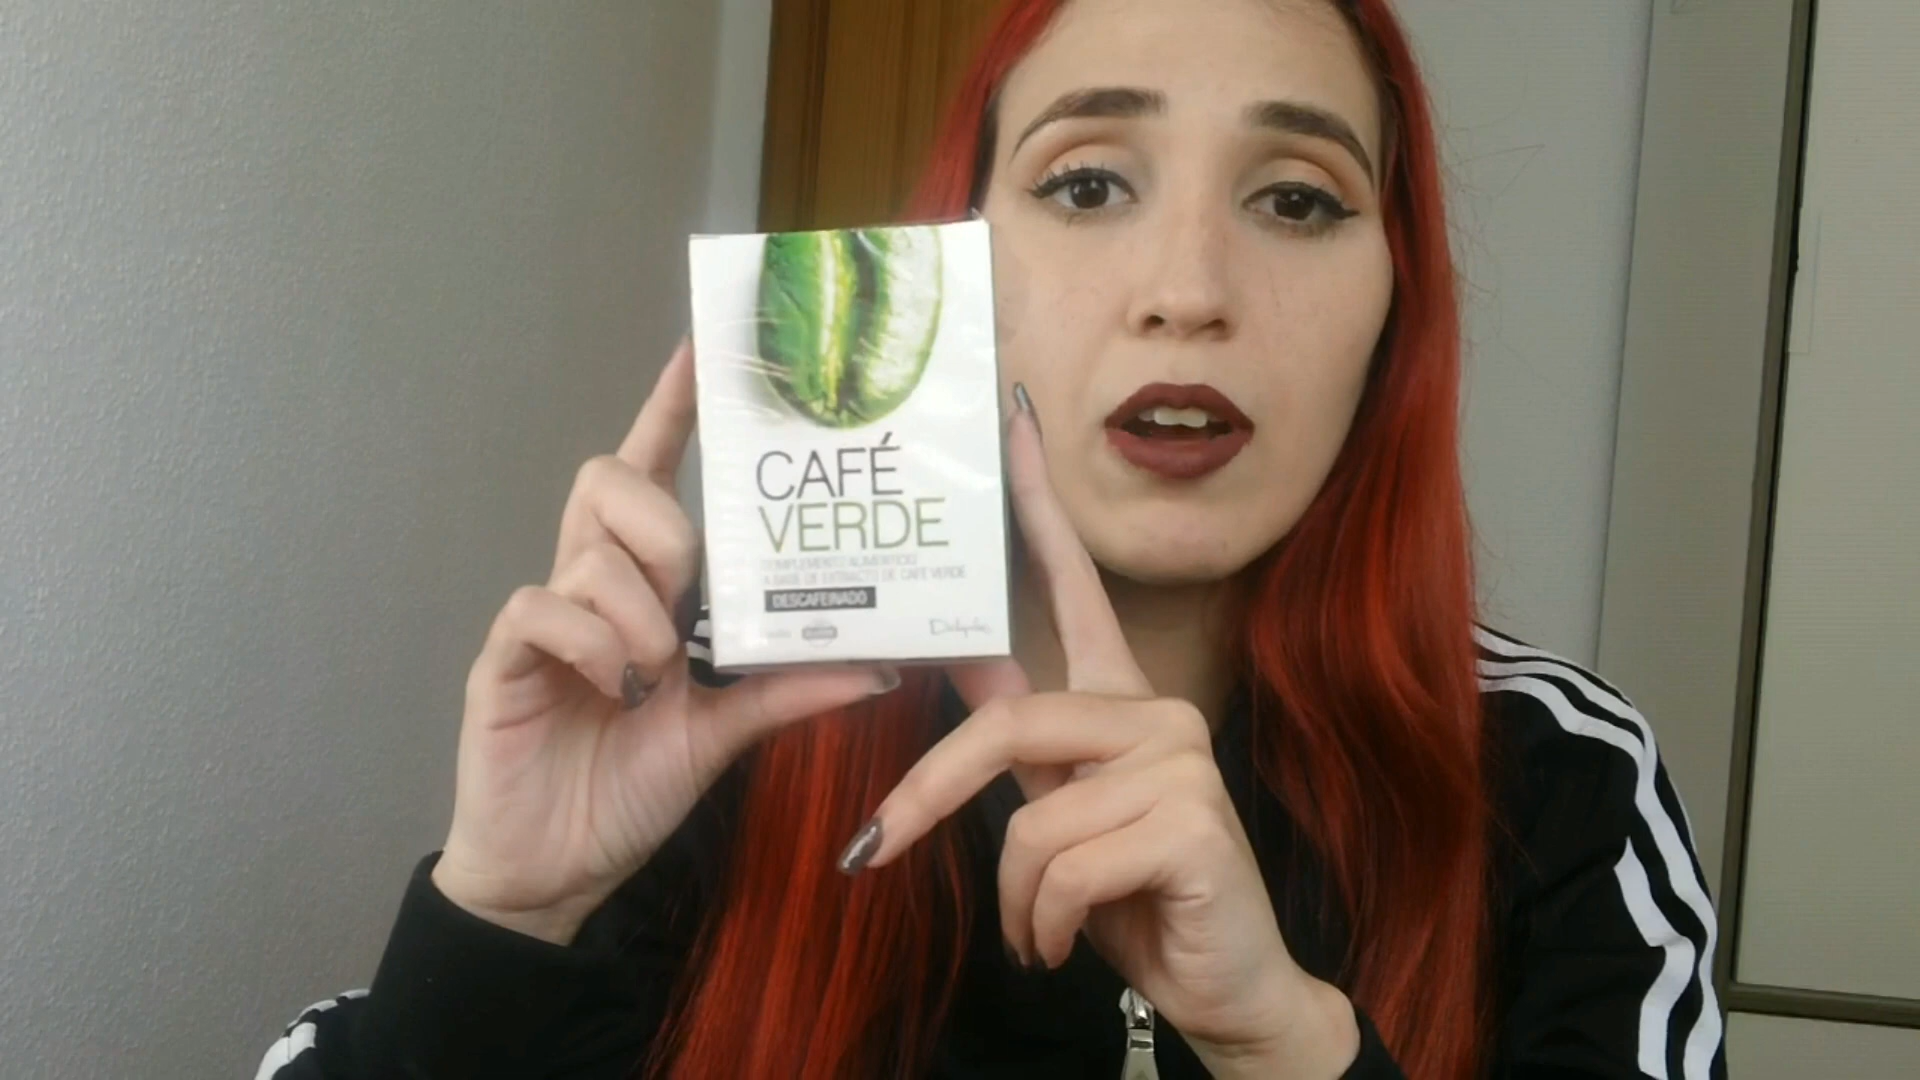 CAFÉ
VERDE
COMPLEMENTO ALIMENTICIO
A BASE DE EXTRACTO DE CAFÉ VERDE
DESCAFEINADO